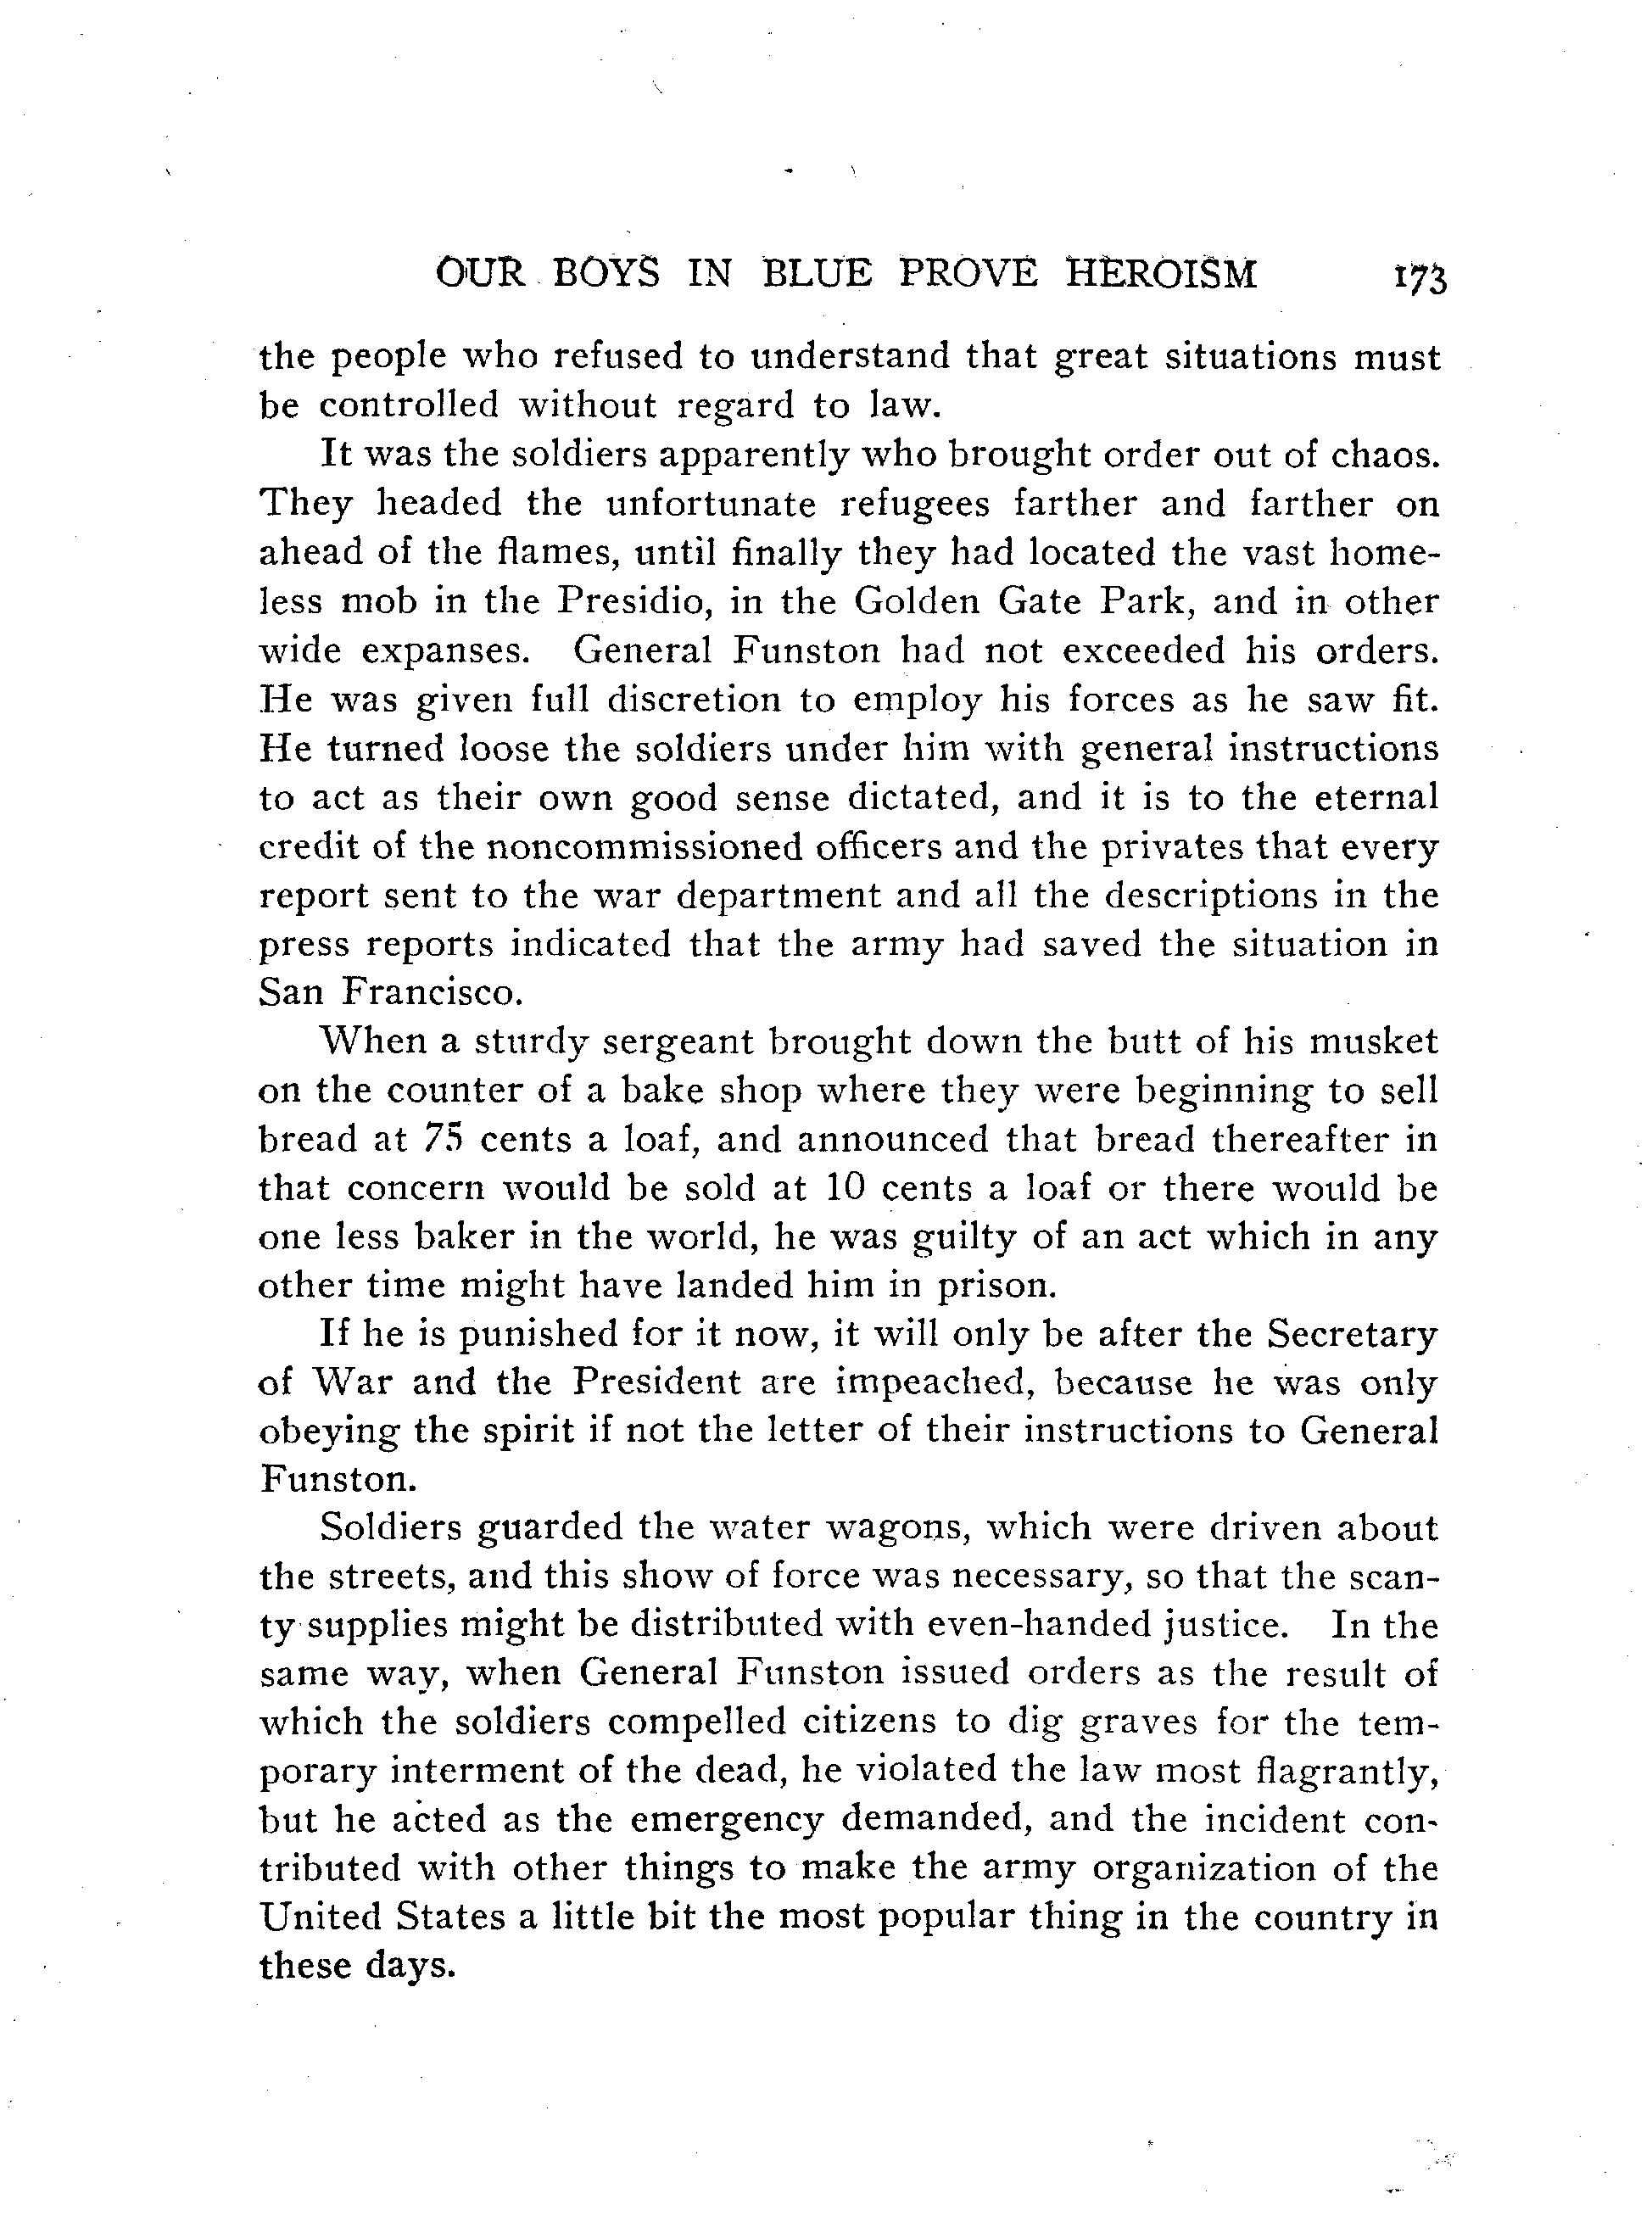 OUR BOYS IN BLUE PROVE HEROISM 173
the people who refused to understand that great situations must
be controlled without regard to law.
It was the soldiers apparently who brought order out of chaos.
They headed the unfortunate refugees farther and farther on
ahead of the flames, until finally they had located the vast home-
less mob in the Presidio, in the Golden Gate Park, and in other
wide expanses. General Funston had not exceeded his orders.
He was given full discretion to employ his forces as he saw fit.
He turned loose the soldiers under him with general instructions
to act as their own good sense dictated, and it is to the eternal
credit of the noncommissioned officers and the privates that every
report sent to the war department and all the descriptions in the
press reports indicated that the army had saved the situation in
San Francisco.
When a sturdy sergeant brought down the butt of his musket
on the counter of a bake shop where they were beginning to sell
bread at 75 cents a loaf, and announced that bread thereafter in
that concern would be sold at 10 cents a loaf or there would be
one less baker in the world, he was guilty of an act which in any
other time might have landed him in prison.
If he is punished for it now, it will only be after the Secretary
of War and the President are impeached, because he was only
obeying the spirit if not the letter of their instructions to General
Funston.
Soldiers guarded the water wagons, which were driven about
the streets, and this show of force was necessary, so that the scan-
ty supplies might be distributed with even-handed justice. In the
same way, when General Funston issued orders as the result of
which the soldiers compelled citizens to dig graves for the tem-
porary interment of the dead, he violated the law most flagrantly,
but he acted as the emergency demanded, and the incident con-
tributed with other things to make the army organization of the
United States a little bit the most popular thing in the country in
these days.